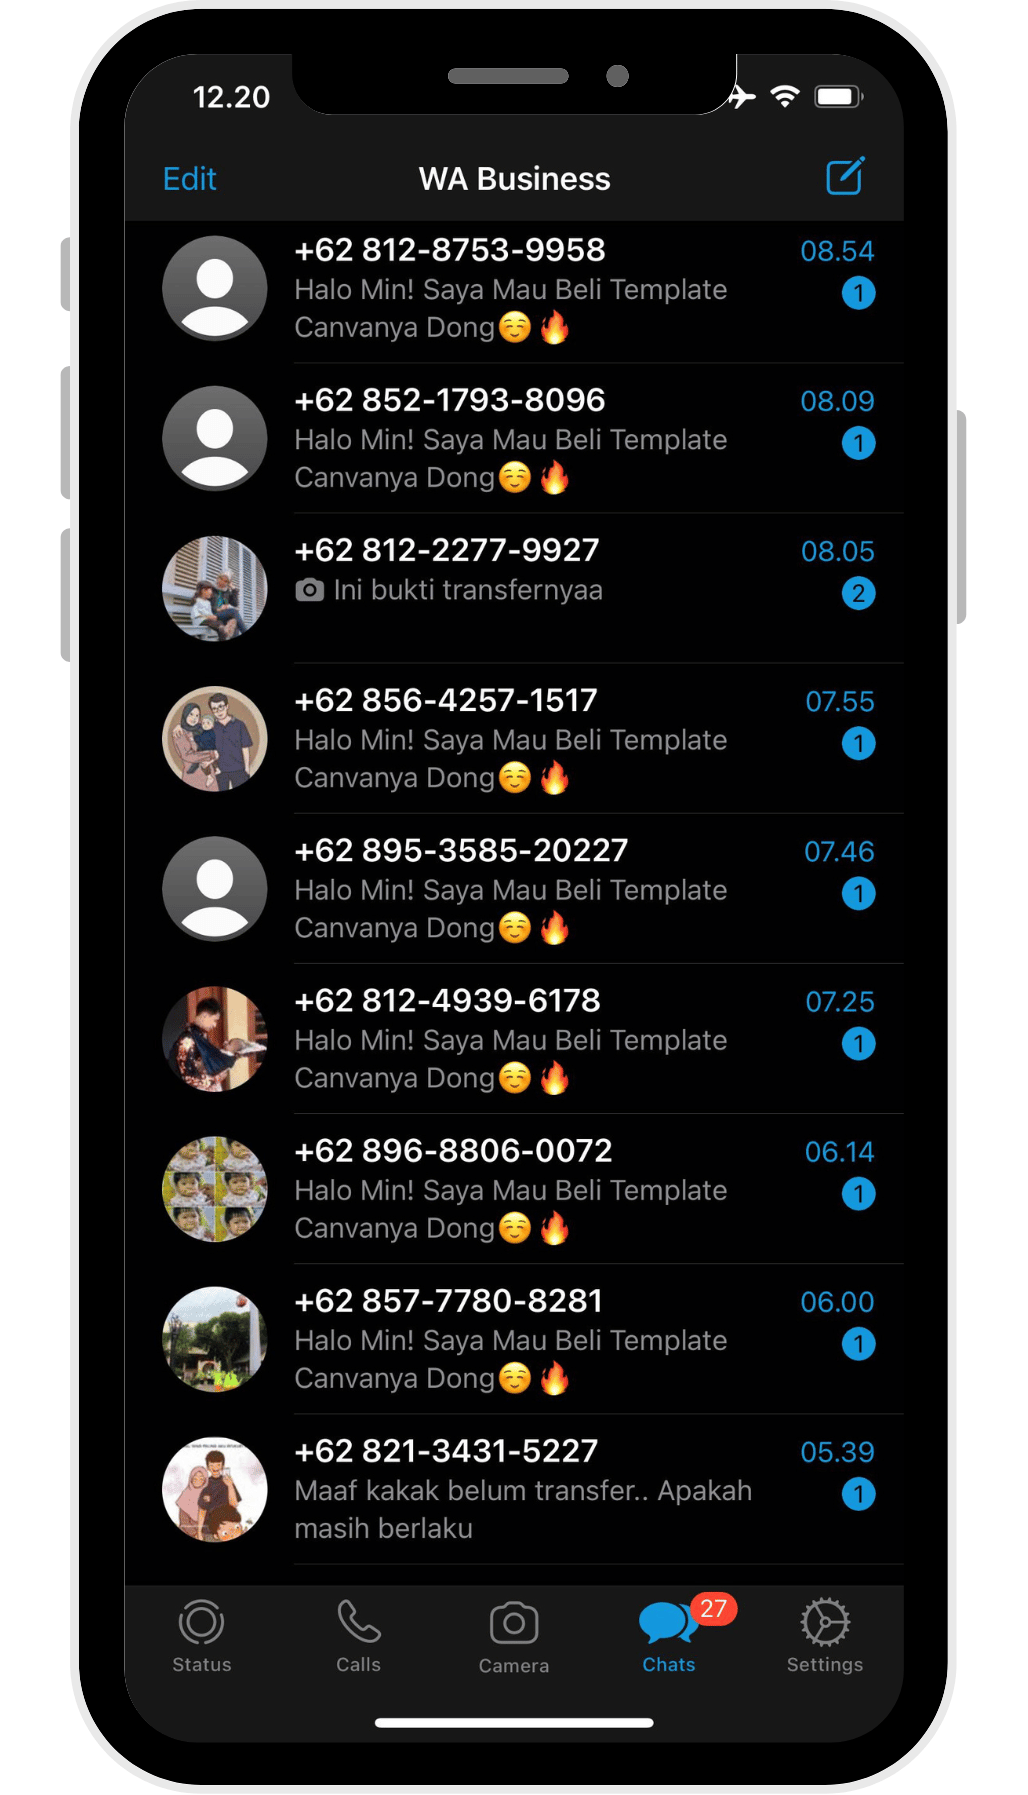 12.20
Edit
WA Business
+62 812-8753-9958
08.54
Halo Min! Saya Mau Beli Template
1
Canvanya Dong☺️🔥
+62 852-1793-8096
08.09
Halo Min! Saya Mau Beli Template
1
Canvanya Dong☺️🔥
+62 812-2277-9927
08.05
Ini bukti transfernyaa
2
+62 856-4257-1517
07.55
Halo Min! Saya Mau Beli Template
1
Canvanya Dong☺️🔥
+62 895-3585-20227
07.46
Halo Min! Saya Mau Beli Template
1
Canvanya Dong☺️🔥
+62 812-4939-6178
07.25
Halo Min! Saya Mau Beli Template
1
Canvanya Dong☺️🔥
+62 896-8806-0072
06.14
Halo Min! Saya Mau Beli Template
1
Canvanya Dong☺️🔥
+62 857-7780-8281
06.00
Halo Min! Saya Mau Beli Template
1
Canvanya Dong☺️🔥
+62 821-3431-5227
05.39
Maaf kakak belum transfer.. Apakah
1
masih berlaku
27
Status
Calls
Camera
Chats
Settings